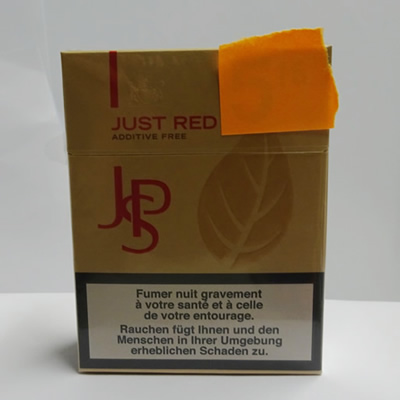 JUST RED
ADDITIVE FREE
JPS
Fumer nuit gravement
à votre santé et à celle
de votre entourage.
Rauchen fügt Ihnen und den
Menschen in Ihrer Umgebung
erheblichen Schaden zu.